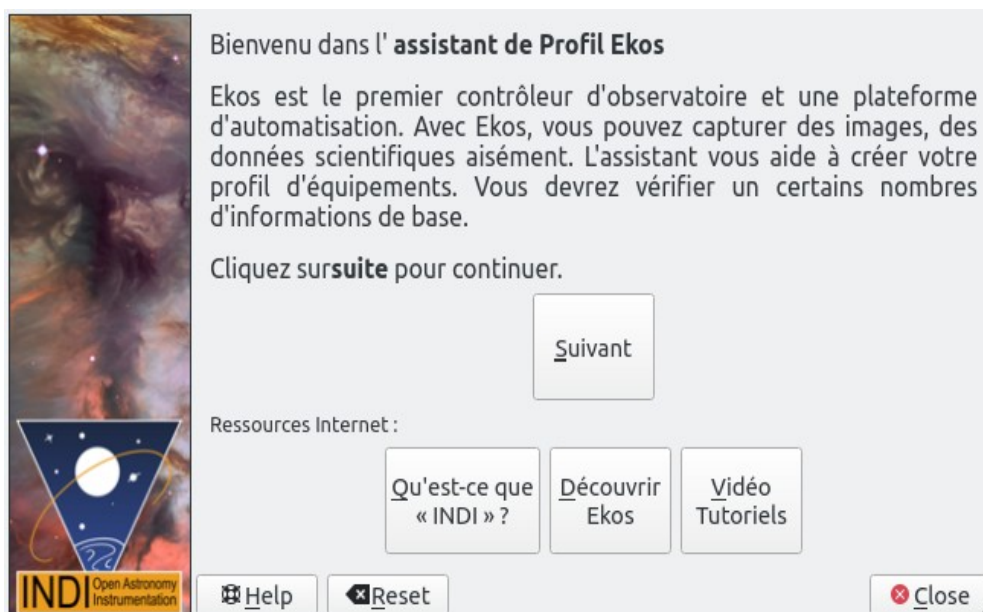 Bienvenu dans l' assistant de Profil Ekos
Ekos est le premier contrôleur d'observatoire et une plateforme
d'automatisation. Avec Ekos, vous pouvez capturer des images, des
données scientifiques aisément. L'assistant vous aide à créer votre
profil d'équipements. Vous devrez vérifier un certains nombres
d'informations de base.
Cliquez sursuite pour continuer.
Suivant
Ressources Internet :
Qu'est-ce que
« INDI » ?
Découvrir
Ekos
Vidéo
Tutoriels
INDI Open Astronomy
Instrumentation
Help
Reset
Close